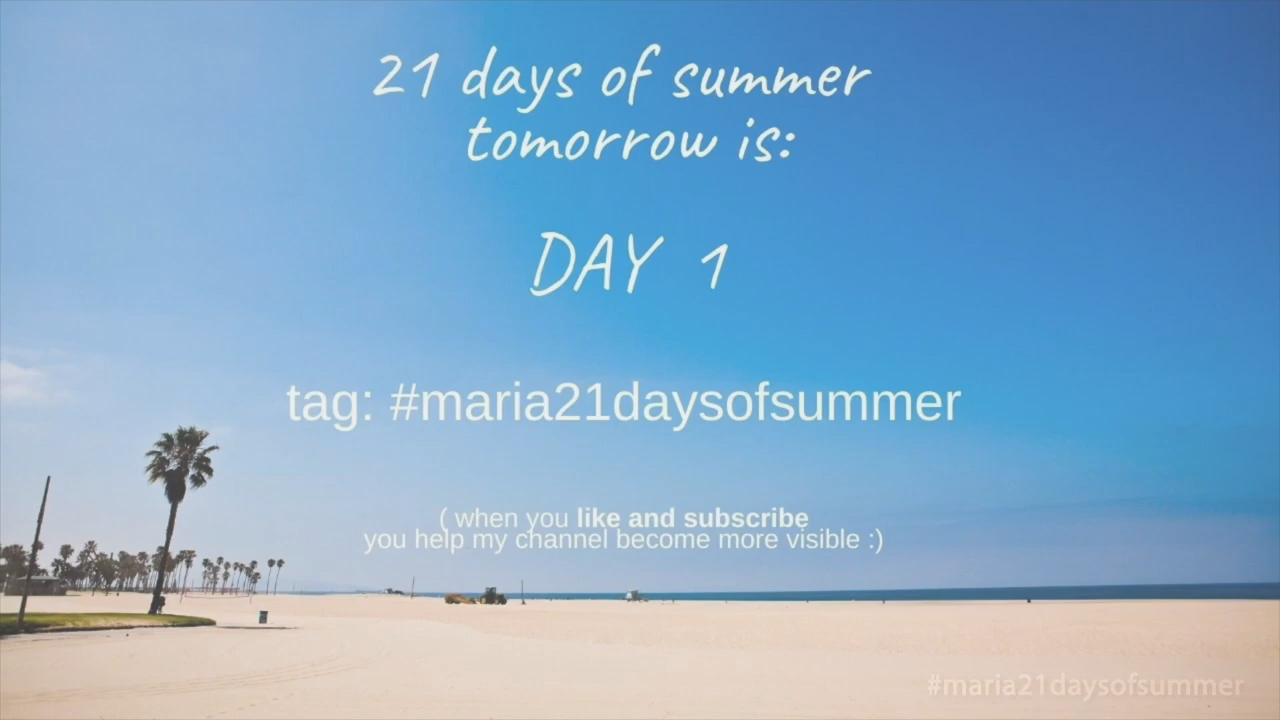 21 days of summer
tomorrow is:
DAY 1
tag: #maria21daysofsummer
( when you like and subscribe
you help my channel become more visible :)
#maria21daysofsummer